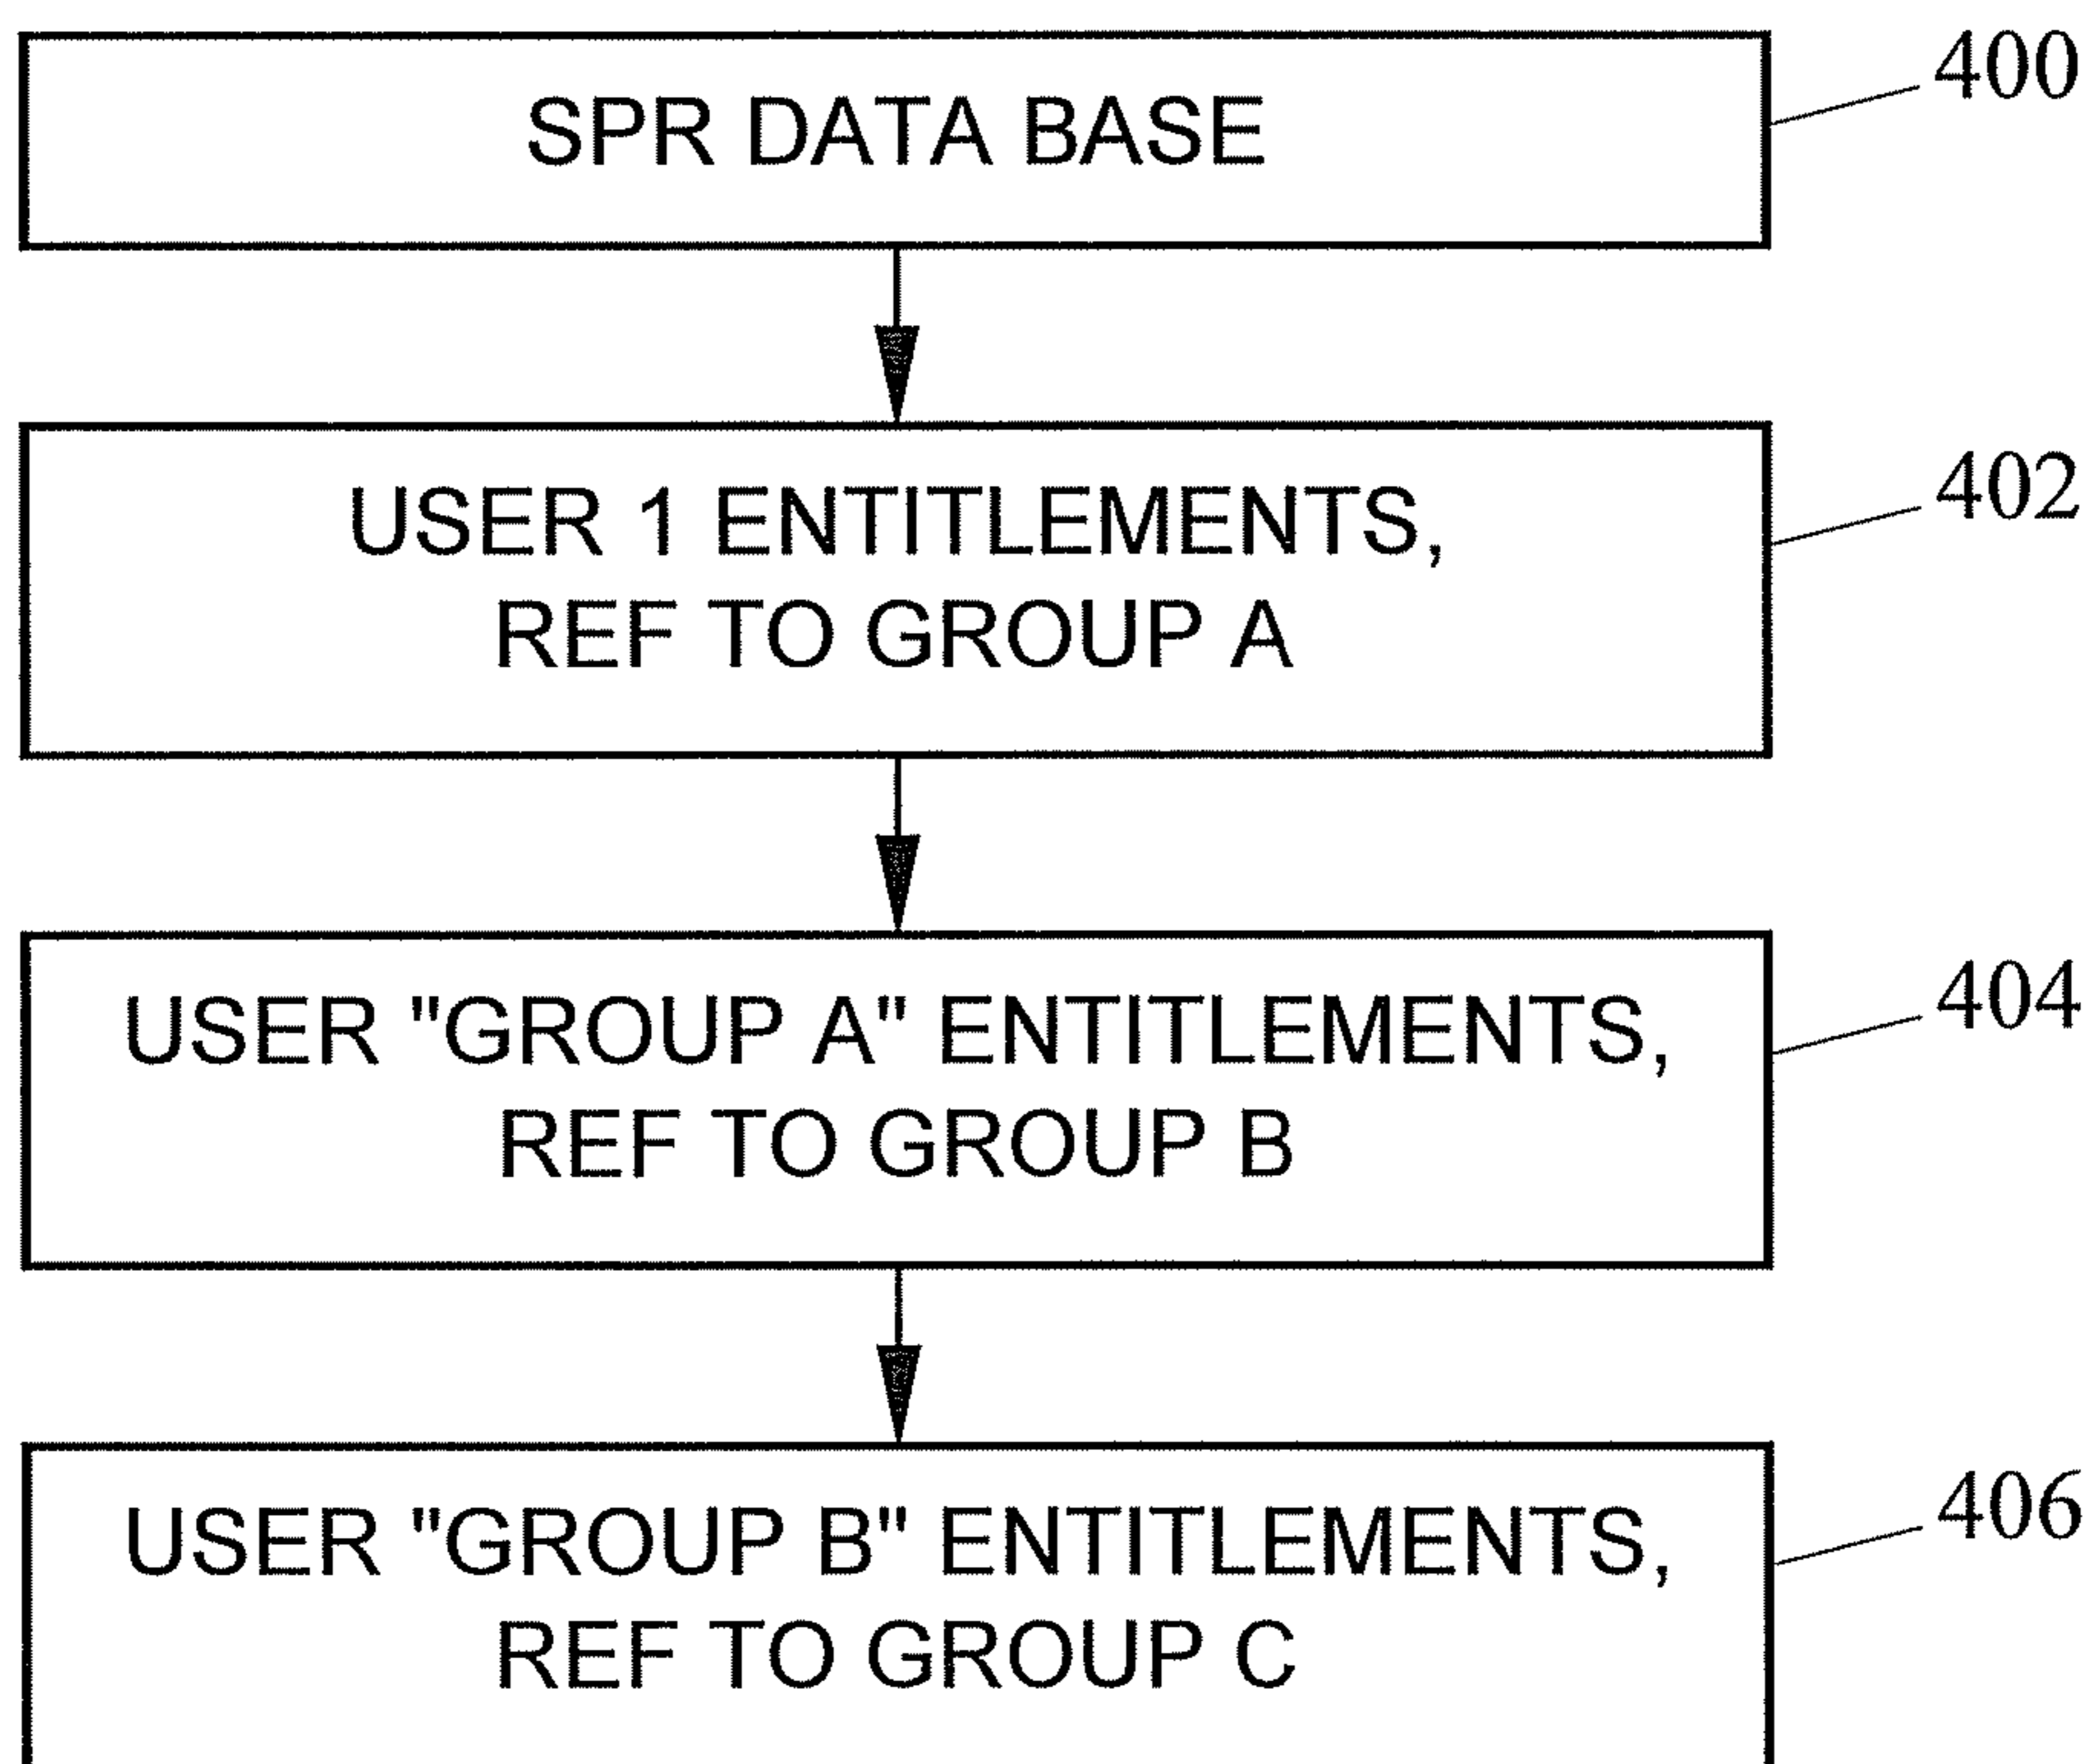 SPR DATA BASE
400
USER 1 ENTITLEMENTS,
REF TO GROUP A
402
USER "GROUP A" ENTITLEMENTS,
REF TO GROUP B
404
USER "GROUP B" ENTITLEMENTS,
REF TO GROUP C
406